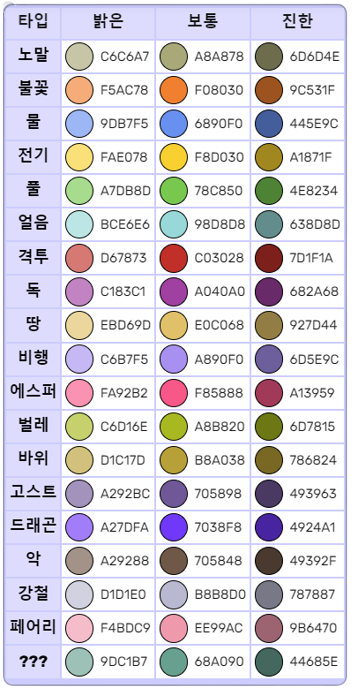 타입 밝은 보통 진한
노말 C6C6A7 A8A878 6D6D4E
불꽃 F5AC78 F08030 9C531F
물 9DB7F5 6890F0 445E9C
전기 FAE078 F8D030 A1871F
풀 A7DB8D 78C850 4E8234
얼음 BCE6E6 98D8D8 638D8D
격투 D67873 C03028 7D1F1A
독 C183C1 A040A0 682A68
땅 EBD69D E0C068 927D44
비행 C6B7F5 A890F0 6D5E9C
에스퍼 FA92B2 F85888 A13959
벌레 C6D16E A8B820 6D7815
바위 D1C17D B8A038 786824
고스트 A292BC 705898 493963
드래곤 A27DFA 7038F8 4924A1
악 A29288 705848 49392F
강철 D1D1E0 B8B8D0 787887
페어리 F4BDC9 EE99AC 9B6470
??? 9DC1B7 68A090 44685E